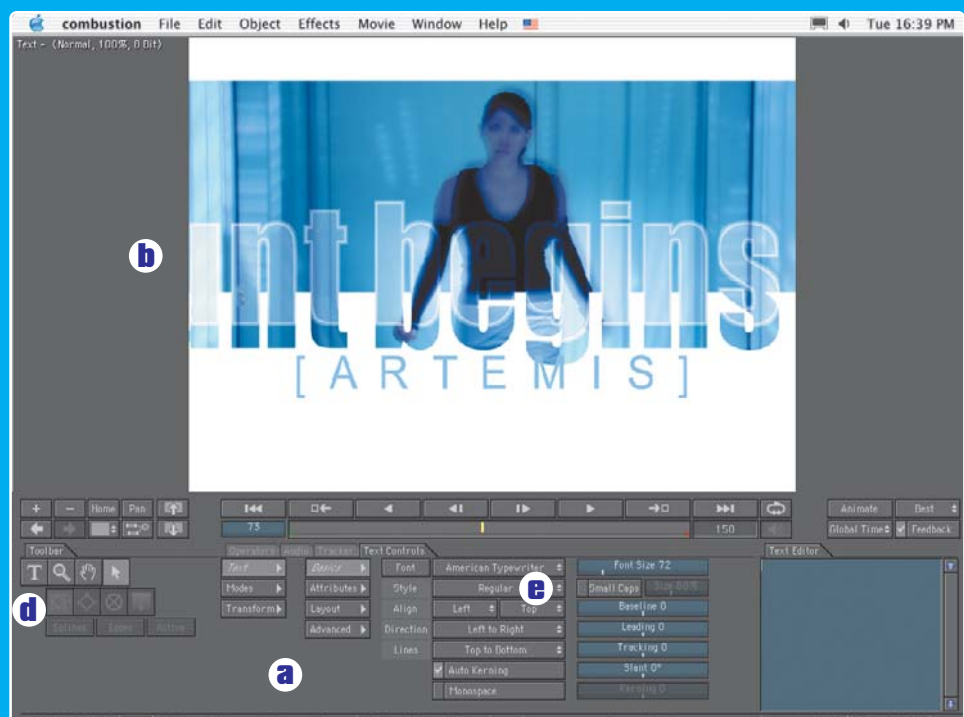 combustion File Edit Object Effects Movie Window Help Tue 16:39 PM
Text - (Normal, 100%, 8 Bit)
unt begins
[ARTEMIS]
b
+ - Home Pan
Animate Best
73 150 Global Time Feedback
Toolbar Operators Audio Tracker Text Controls Text Editor
T Text Basics Font American Typewriter Font Size 72
Modes Attributes Style Regular e Small Caps Size 80%
d Transform Layout Align Left Top Baseline 0
Advanced Direction Left to Right Leading 0
Lines Top to Bottom Tracking 0
a Auto Kerning Slant 0°
Monospace Kerning 0